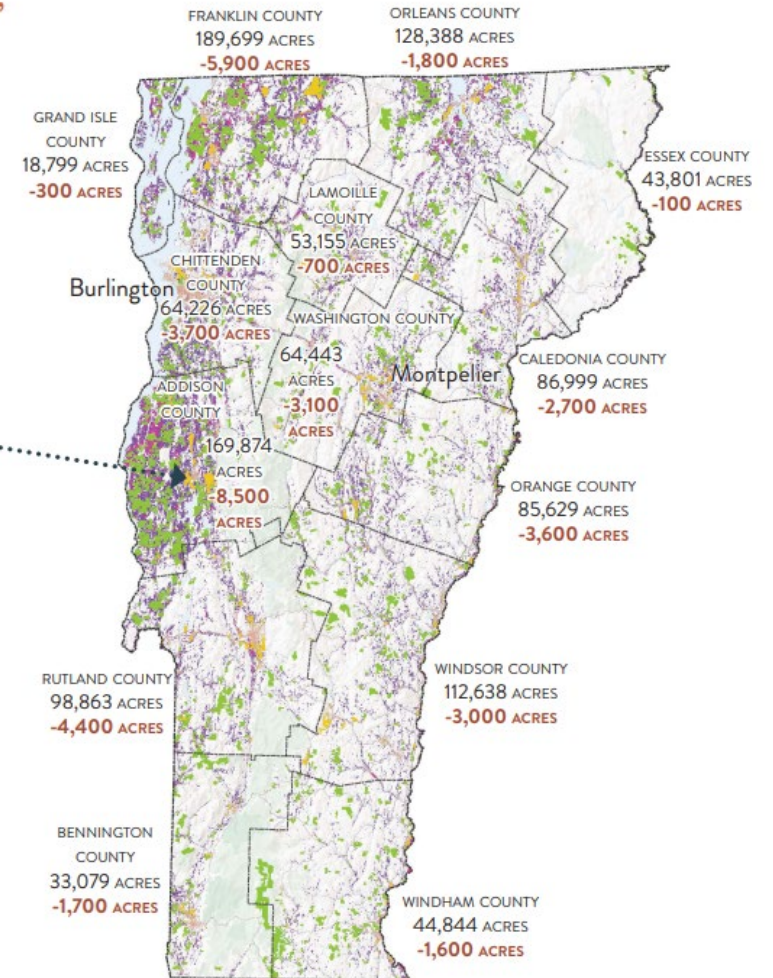 FRANKLIN COUNTY
189,699 ACRES
-5,900 ACRES
ORLEANS COUNTY
128,388 ACRES
-1,800 ACRES
GRAND ISLE
COUNTY
18,799 ACRES
-300 ACRES
ESSEX COUNTY
43,801 ACRES
-100 ACRES
LAMOILLE
COUNTY
53,155 ACRES
-700 ACRES
CHITTENDEN
COUNTY
64,226 ACRES
-3,700 ACRES
Burlington
WASHINGTON COUNTY
64,443
ACRES
-3,100
ACRES
Montpelier
CALEDONIA COUNTY
86,999 ACRES
-2,700 ACRES
ADDISON
COUNTY
169,874
ACRES
-8,500
ACRES
ORANGE COUNTY
85,629 ACRES
-3,600 ACRES
RUTLAND COUNTY
98,863 ACRES
-4,400 ACRES
WINDSOR COUNTY
112,638 ACRES
-3,000 ACRES
BENNINGTON
COUNTY
33,079 ACRES
-1,700 ACRES
WINDHAM COUNTY
44,844 ACRES
-1,600 ACRES